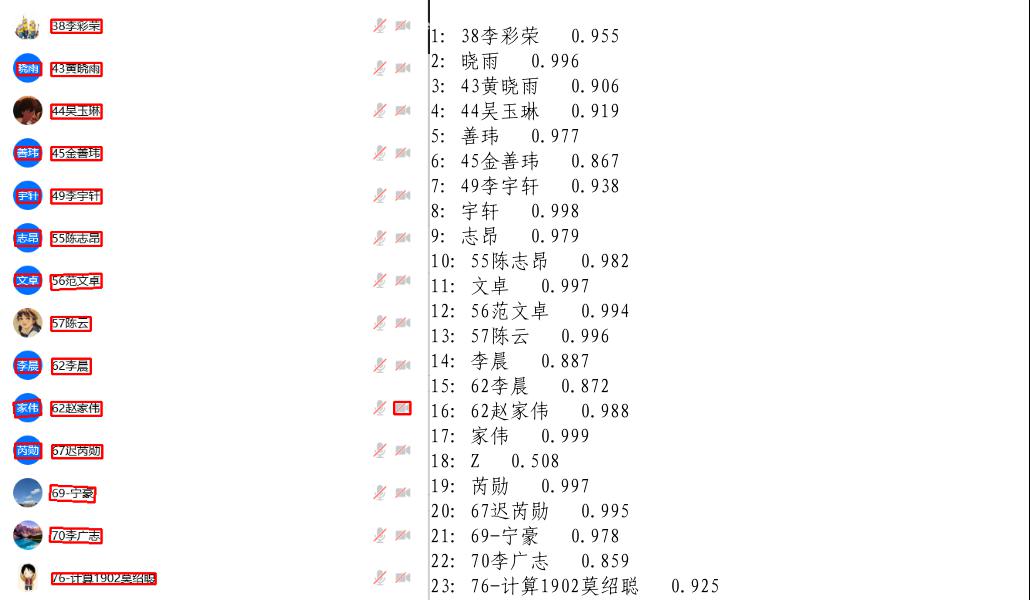 38李彩荣
晓雨 43黄晓雨
44吴玉琳
善玮 45金善玮
宇轩 49李宇轩
志昂 55陈志昂
文卓 56范文卓
57陈云
李晨 62李晨
家伟 62赵家伟
芮勋 67迟芮勋
69-宁豪
70李广志
76-计算1902莫绍聪
1: 38李彩荣 0.955
2: 晓雨 0.996
3: 43黄晓雨 0.906
4: 44吴玉琳 0.919
5: 善玮 0.977
6: 45金善玮 0.867
7: 49李宇轩 0.938
8: 宇轩 0.998
9: 志昂 0.979
10: 55陈志昂 0.982
11: 文卓 0.997
12: 56范文卓 0.994
13: 57陈云 0.996
14: 李晨 0.887
15: 62李晨 0.872
16: 62赵家伟 0.988
17: 家伟 0.999
18: Z 0.508
19: 芮勋 0.997
20: 67迟芮勋 0.995
21: 69-宁豪 0.978
22: 70李广志 0.859
23: 76-计算1902莫绍聪 0.925